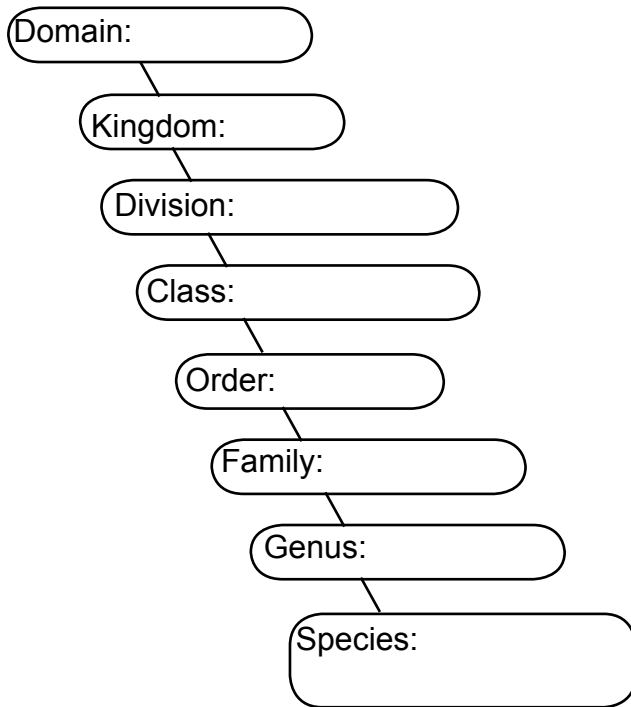 Domain:
Kingdom:
Division:
Class:
Order:
Family:
Genus:
Species: